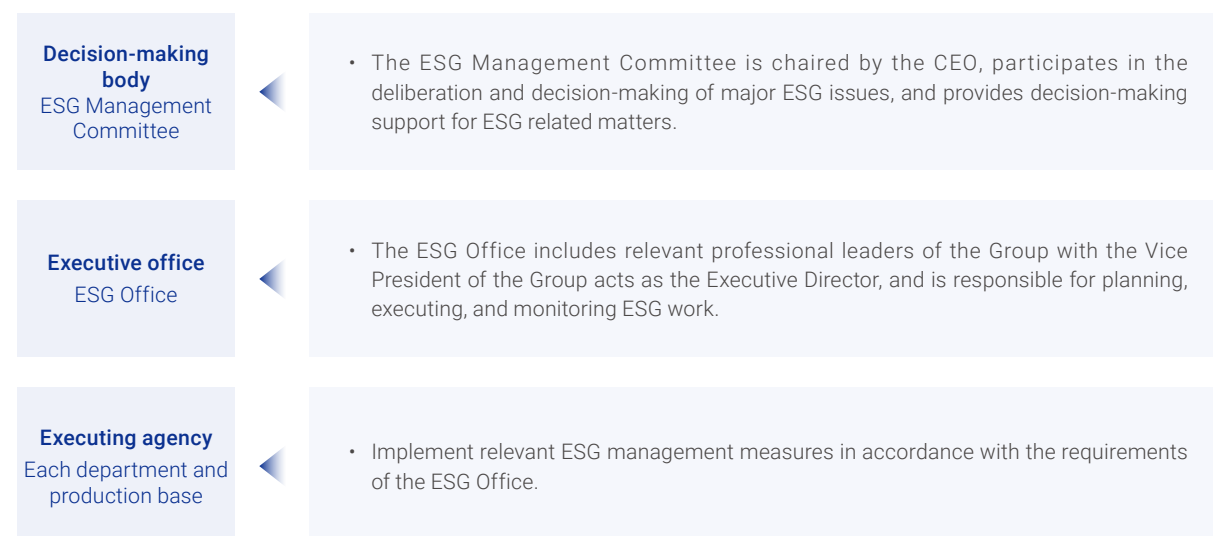 Decision-making
body
ESG Management
Committee
• The ESG Management Committee is chaired by the CEO, participates in the
deliberation and decision-making of major ESG issues, and provides decision-making
support for ESG related matters.
Executive office
ESG Office
• The ESG Office includes relevant professional leaders of the Group with the Vice
President of the Group acts as the Executive Director, and is responsible for planning,
executing, and monitoring ESG work.
Executing agency
Each department and
production base
• Implement relevant ESG management measures in accordance with the requirements
of the ESG Office.